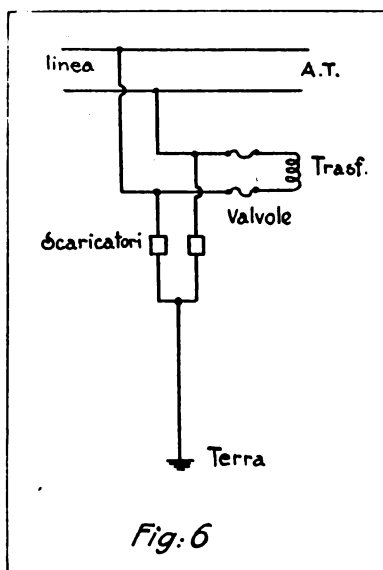 linea
A.T.
Trasf.
Valvole
Scaricatori
Terra
Fig: 6